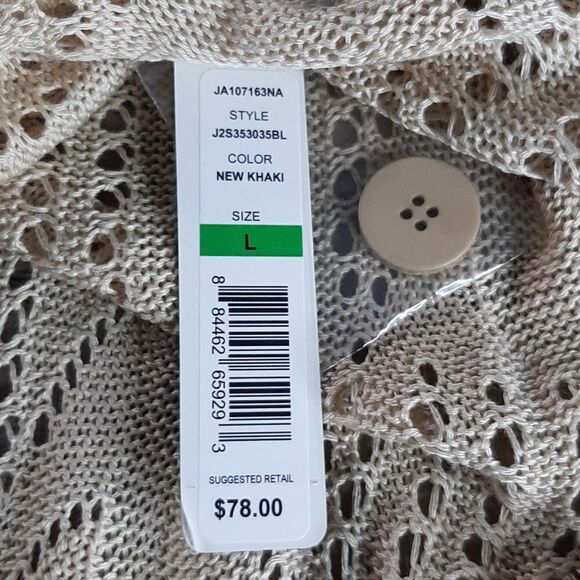 JA107163NA
STYLE
J2S353035BL
COLOR
NEW KHAKI
SIZE
L
8 84462 65929 3
SUGGESTED RETAIL
$78.00